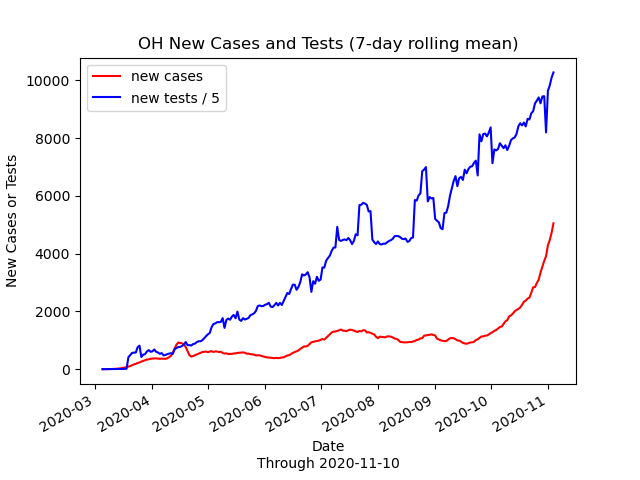 OH New Cases and Tests (7-day rolling mean)
new cases
new tests / 5
New Cases or Tests
10000
8000
6000
4000
2000
0
2020-03
2020-04
2020-05
2020-06
2020-07
2020-08
2020-09
2020-10
2020-11
Date
Through 2020-11-10